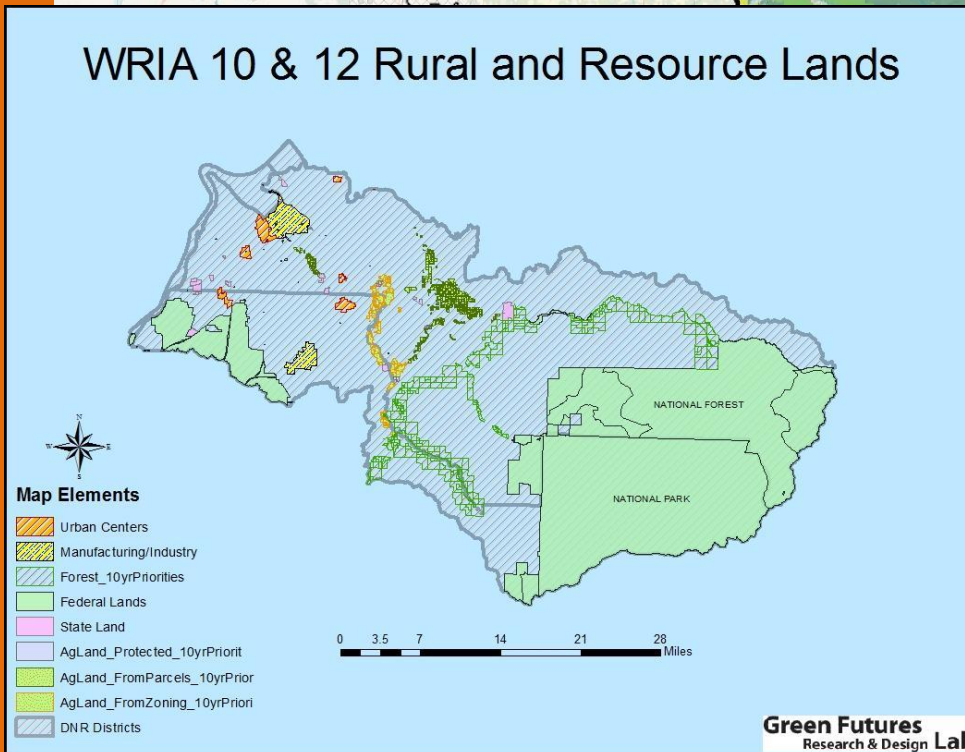 WRIA 10 & 12 Rural and Resource Lands
NATIONAL FOREST
NATIONAL PARK
N
W E
S
Map Elements
Urban Centers
Manufacturing/Industry
Forest_10yrPriorities
Federal Lands
State Land
AgLand_Protected_10yrPriorit
AgLand_FromParcels_10yrPrior
AgLand_FromZoning_10yrPriori
DNR Districts
0 3.5 7 14 21 28
Miles
Green Futures
Research & Design Lab